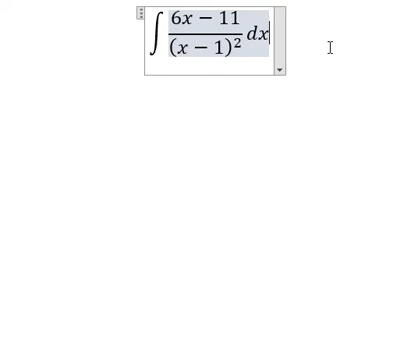 ∫ (6x − 11)/(x − 1)² dx